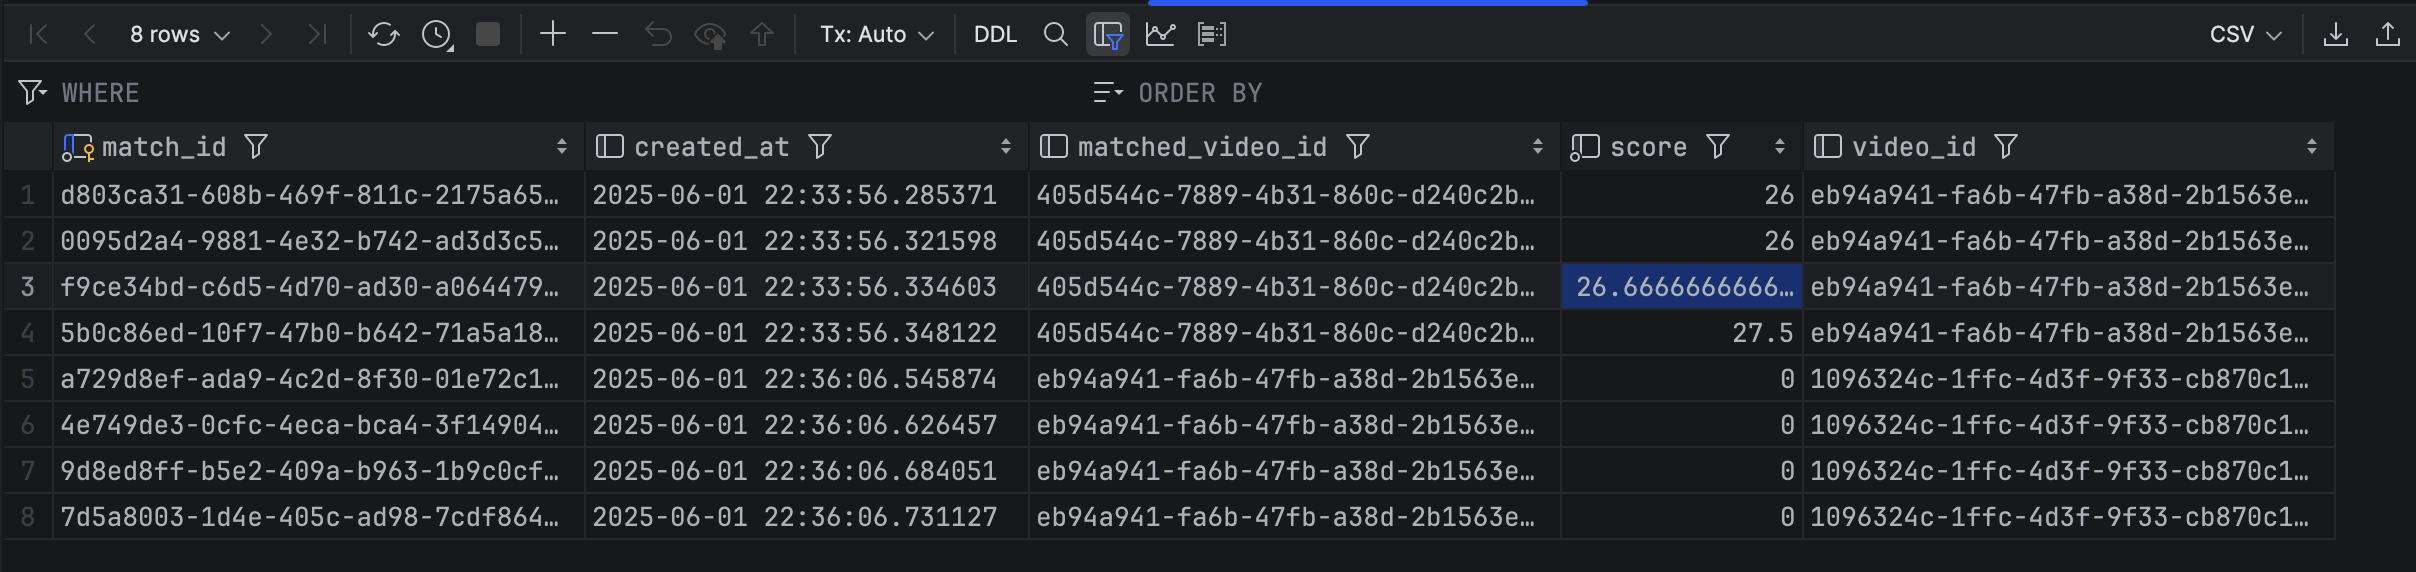 8 rows Tx: Auto DDL CSV
WHERE ORDER BY
match_id created_at matched_video_id score video_id
1 d803ca31-608b-469f-811c-2175a65… 2025-06-01 22:33:56.285371 405d544c-7889-4b31-860c-d240c2b… 26 eb94a941-fa6b-47fb-a38d-2b1563e…
2 0095d2a4-9881-4e32-b742-ad3d3c5… 2025-06-01 22:33:56.321598 405d544c-7889-4b31-860c-d240c2b… 26 eb94a941-fa6b-47fb-a38d-2b1563e…
3 f9ce34bd-c6d5-4d70-ad30-a064479… 2025-06-01 22:33:56.334603 405d544c-7889-4b31-860c-d240c2b… 26.6666666666… eb94a941-fa6b-47fb-a38d-2b1563e…
4 5b0c86ed-10f7-47b0-b642-71a5a18… 2025-06-01 22:33:56.348122 405d544c-7889-4b31-860c-d240c2b… 27.5 eb94a941-fa6b-47fb-a38d-2b1563e…
5 a729d8ef-ada9-4c2d-8f30-01e72c1… 2025-06-01 22:36:06.545874 eb94a941-fa6b-47fb-a38d-2b1563e… 0 1096324c-1ffc-4d3f-9f33-cb870c1…
6 4e749de3-0cfc-4eca-bca4-3f14904… 2025-06-01 22:36:06.626457 eb94a941-fa6b-47fb-a38d-2b1563e… 0 1096324c-1ffc-4d3f-9f33-cb870c1…
7 9d8ed8ff-b5e2-409a-b963-1b9c0cf… 2025-06-01 22:36:06.684051 eb94a941-fa6b-47fb-a38d-2b1563e… 0 1096324c-1ffc-4d3f-9f33-cb870c1…
8 7d5a8003-1d4e-405c-ad98-7cdf864… 2025-06-01 22:36:06.731127 eb94a941-fa6b-47fb-a38d-2b1563e… 0 1096324c-1ffc-4d3f-9f33-cb870c1…